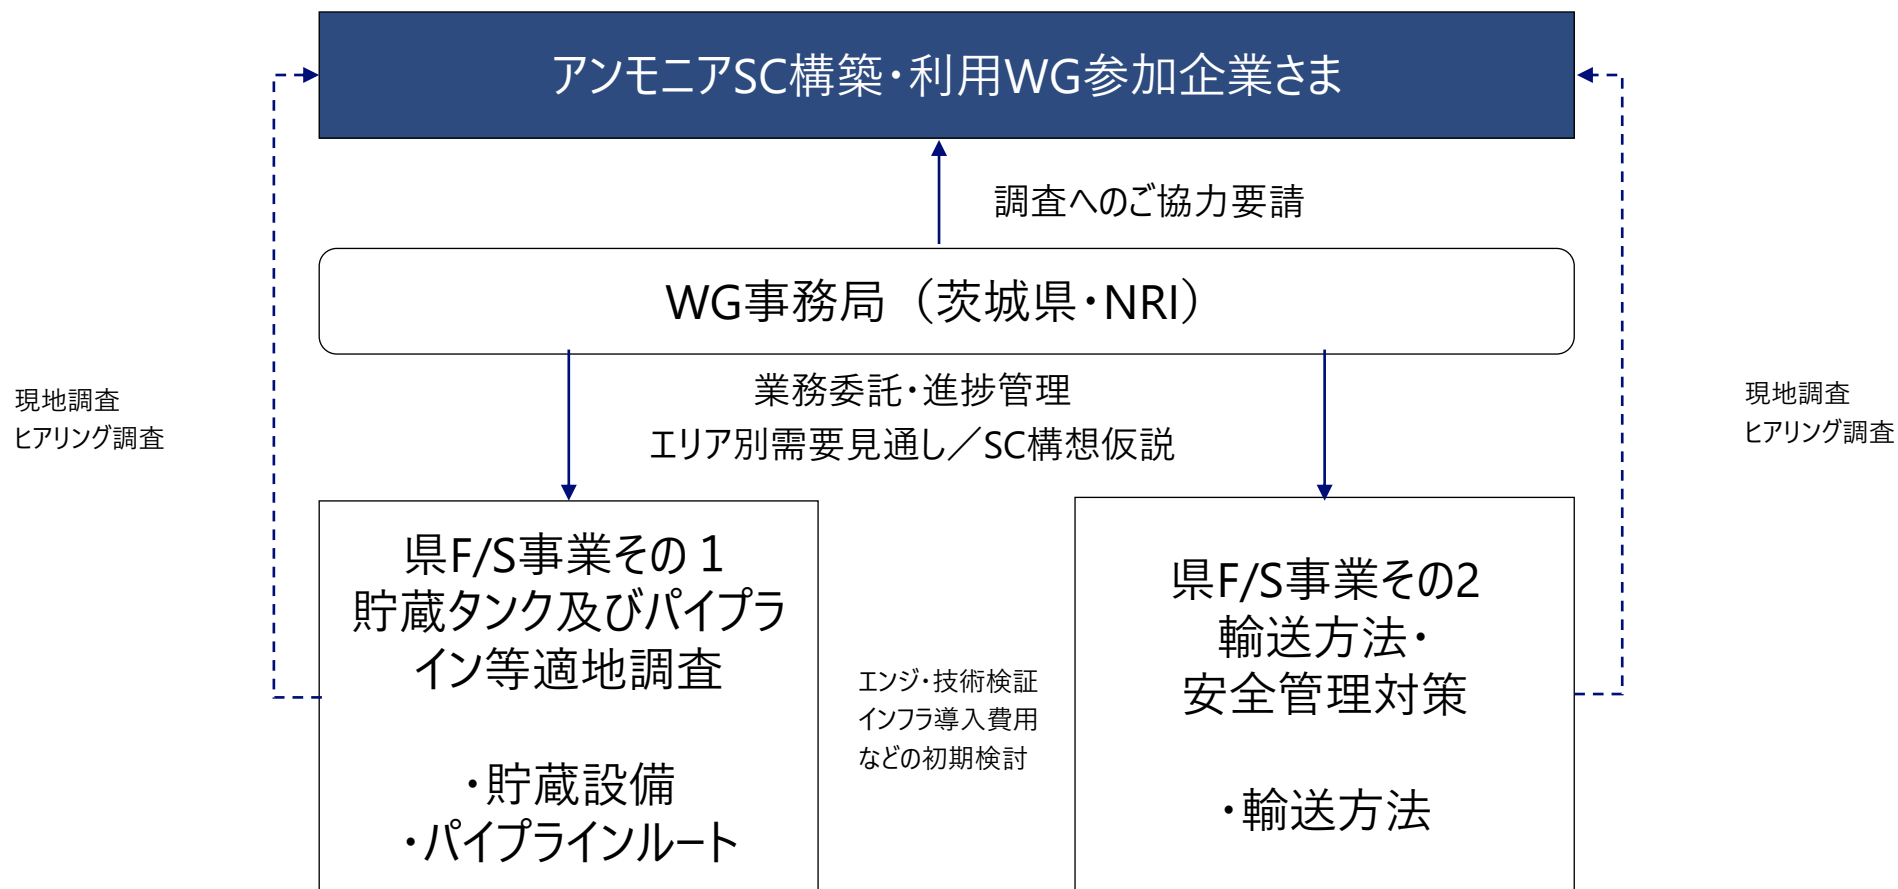 アンモニアSC構築・利用WG参加企業さま
調査へのご協力要請
WG事務局（茨城県・NRI）
現地調査
ヒアリング調査
業務委託・進捗管理
エリア別需要見通し／SC構想仮説
現地調査
ヒアリング調査
県F/S事業その１
貯蔵タンク及びパイプラ
イン等適地調査
・貯蔵設備
・パイプラインルート
エンジ・技術検証
インフラ導入費用
などの初期検討
県F/S事業その2
輸送方法・
安全管理対策
・輸送方法